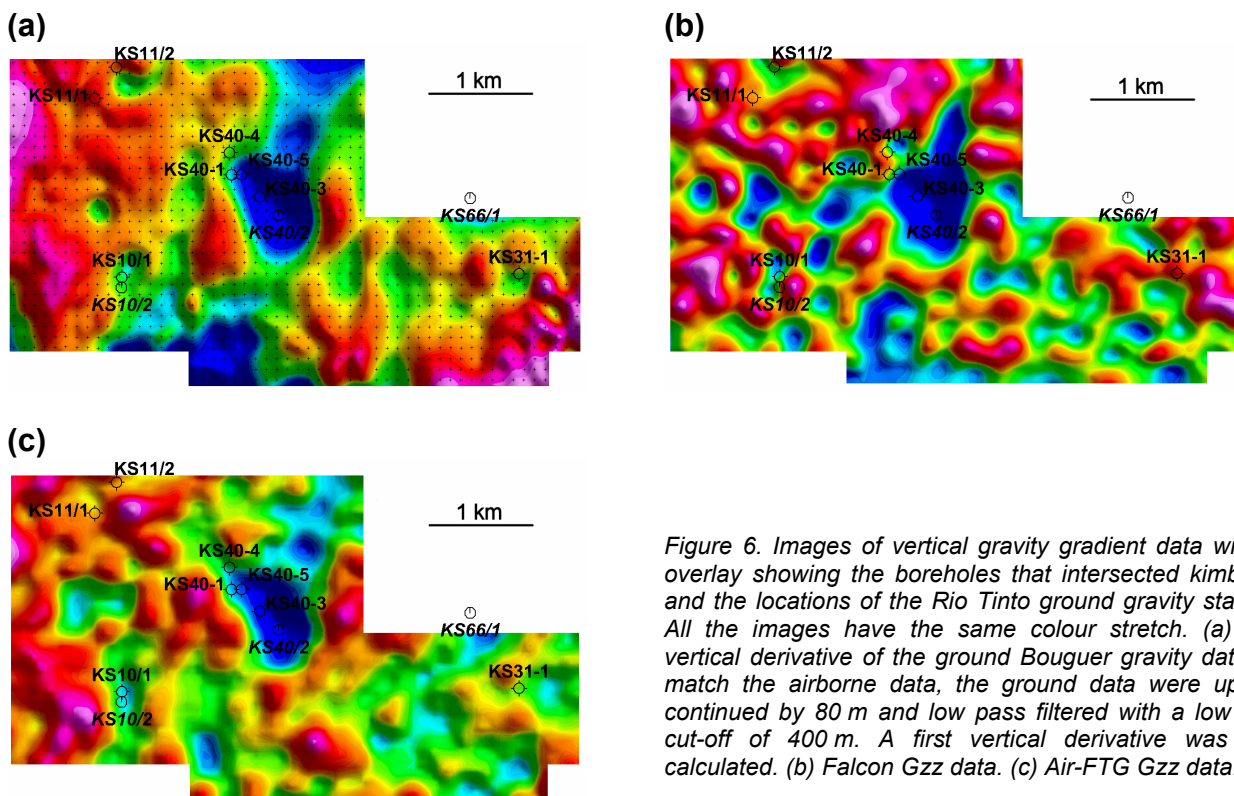 (a)
KS11/2
KS11/1
1 km
KS40-4
KS40-5
KS40-1
KS40-3
KS40/2
KS66/1
KS10/1
KS10/2
KS31-1
(b)
KS11/2
KS11/1
1 km
KS40-4
KS40-5
KS40-1
KS40-3
KS40/2
KS66/1
KS10/1
KS10/2
KS31-1
(c)
KS11/2
KS11/1
1 km
KS40-4
KS40-5
KS40-1
KS40-3
KS40/2
KS66/1
KS10/1
KS10/2
KS31-1
Figure 6. Images of vertical gravity gradient data wi
overlay showing the boreholes that intersected kimb
and the locations of the Rio Tinto ground gravity sta
All the images have the same colour stretch. (a)
vertical derivative of the ground Bouguer gravity dat
match the airborne data, the ground data were up
continued by 80 m and low pass filtered with a low
cut-off of 400 m. A first vertical derivative was
calculated. (b) Falcon Gzz data. (c) Air-FTG Gzz data